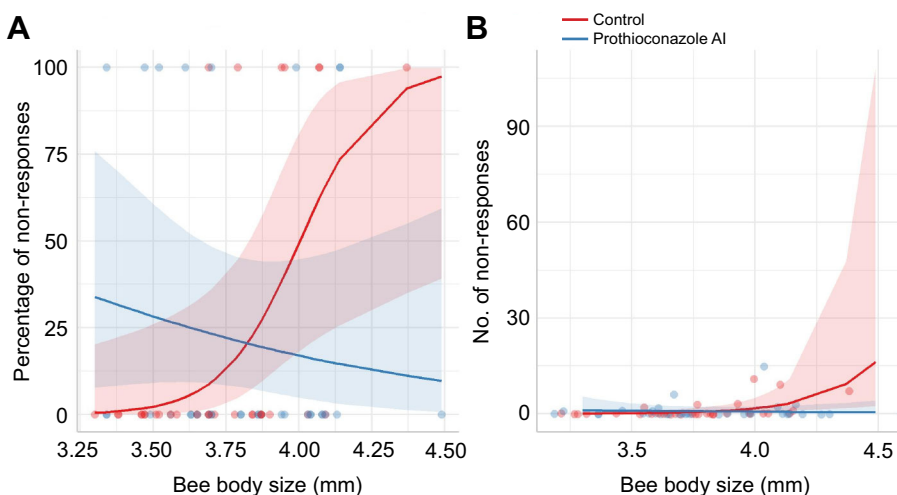 A
Percentage of non-responses
100
75
50
25
0
3.25
3.50
3.75
4.00
4.25
4.50
Bee body size (mm)
B
Control
Prothioconazole AI
No. of non-responses
90
60
30
0
3.5
4.0
4.5
Bee body size (mm)